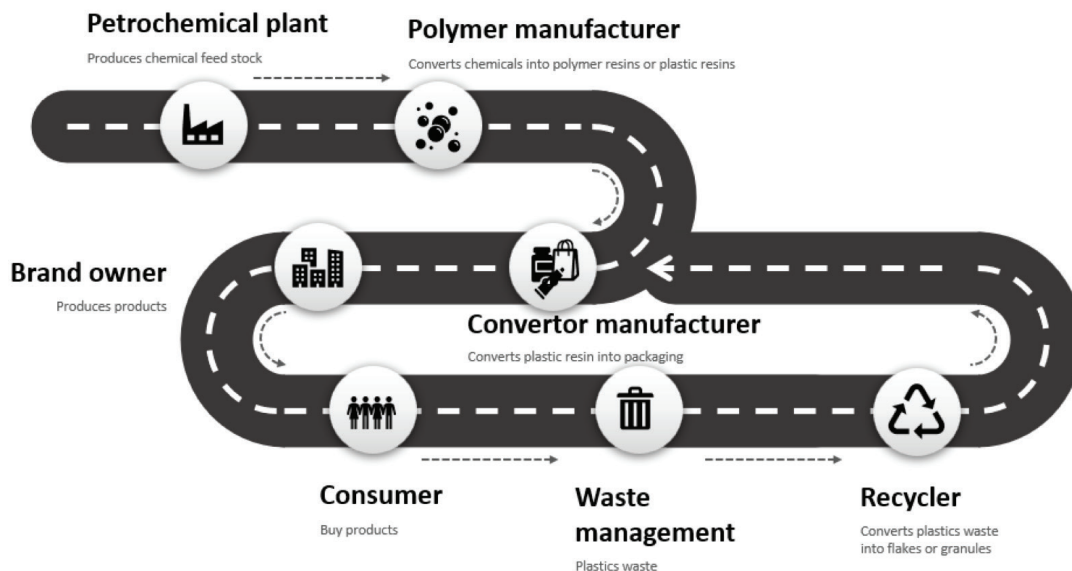 Petrochemical plant
Produces chemical feed stock
Polymer manufacturer
Converts chemicals into polymer resins or plastic resins
Brand owner
Produces products
Convertor manufacturer
Converts plastic resin into packaging
Consumer
Buy products
Waste
management
Plastics waste
Recycler
Converts plastics waste
into flakes or granules